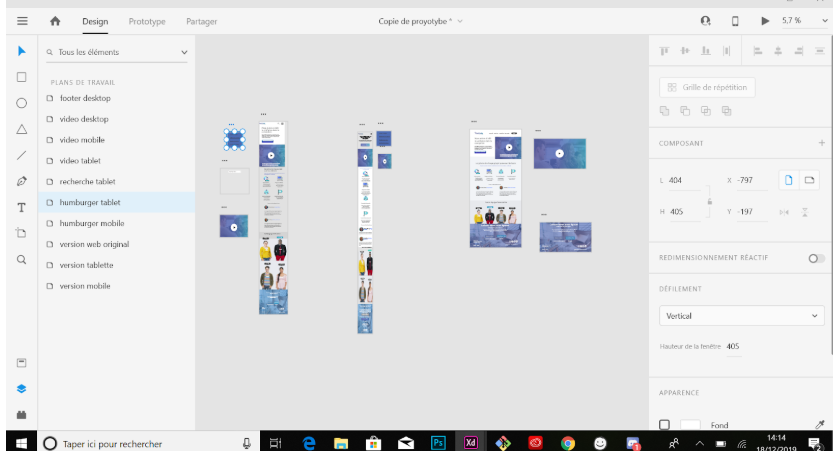 Design
Prototype
Partager
Copie de proyotybe *
5.7 %
Tous les éléments
PLANS DE TRAVAIL
footer desktop
video desktop
video mobile
video tablet
recherche tablet
humburger tablet
humburger mobile
version web original
version tablette
version mobile
Grille de répétition
COMPOSANT
L 404
X -797
H 405
Y -197
REDIMENSIONNEMENT RÉACTIF
DÉFILEMENT
Vertical
Hauteur de la fenêtre 405
APPARENCE
Fond
Taper ici pour rechercher
Ps
Xd
14:14
18/12/2019
2